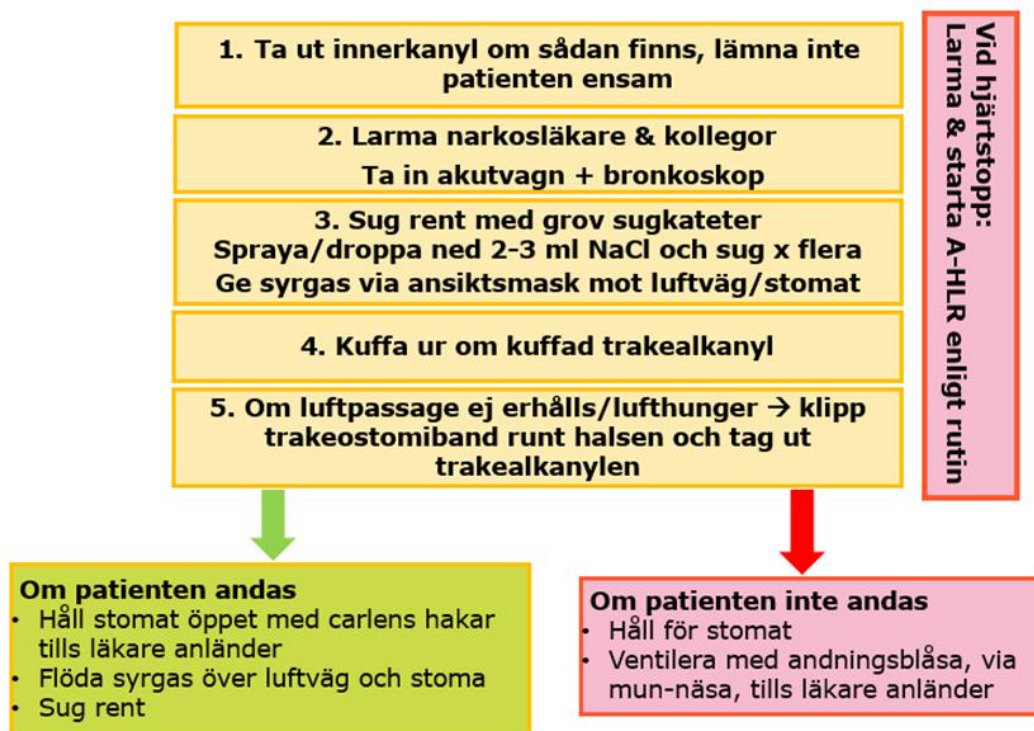 1. Ta ut innerkanyl om sådan finns, lämna inte
patienten ensam
2. Larma narkosläkare & kollegor
Ta in akutvagn + bronkoskop
3. Sug rent med grov sugkateter
Spraya/droppa ned 2-3 ml NaCl och sug x flera
Ge syrgas via ansiktsmask mot luftväg/stomat
4. Kuffa ur om kuffad trakealkanyl
5. Om luftpassage ej erhålls/lufthunger → klipp
trakeostomiband runt halsen och tag ut
trakealkanylen
Vid hjärtstopp:
Larma & starta A-HLR enligt rutin
Om patienten andas
• Håll stomat öppet med carlens hakar
tills läkare anländer
• Flöda syrgas över luftväg och stoma
• Sug rent
Om patienten inte andas
• Håll för stomat
• Ventilera med andningsblåsa, via
mun-näsa, tills läkare anländer